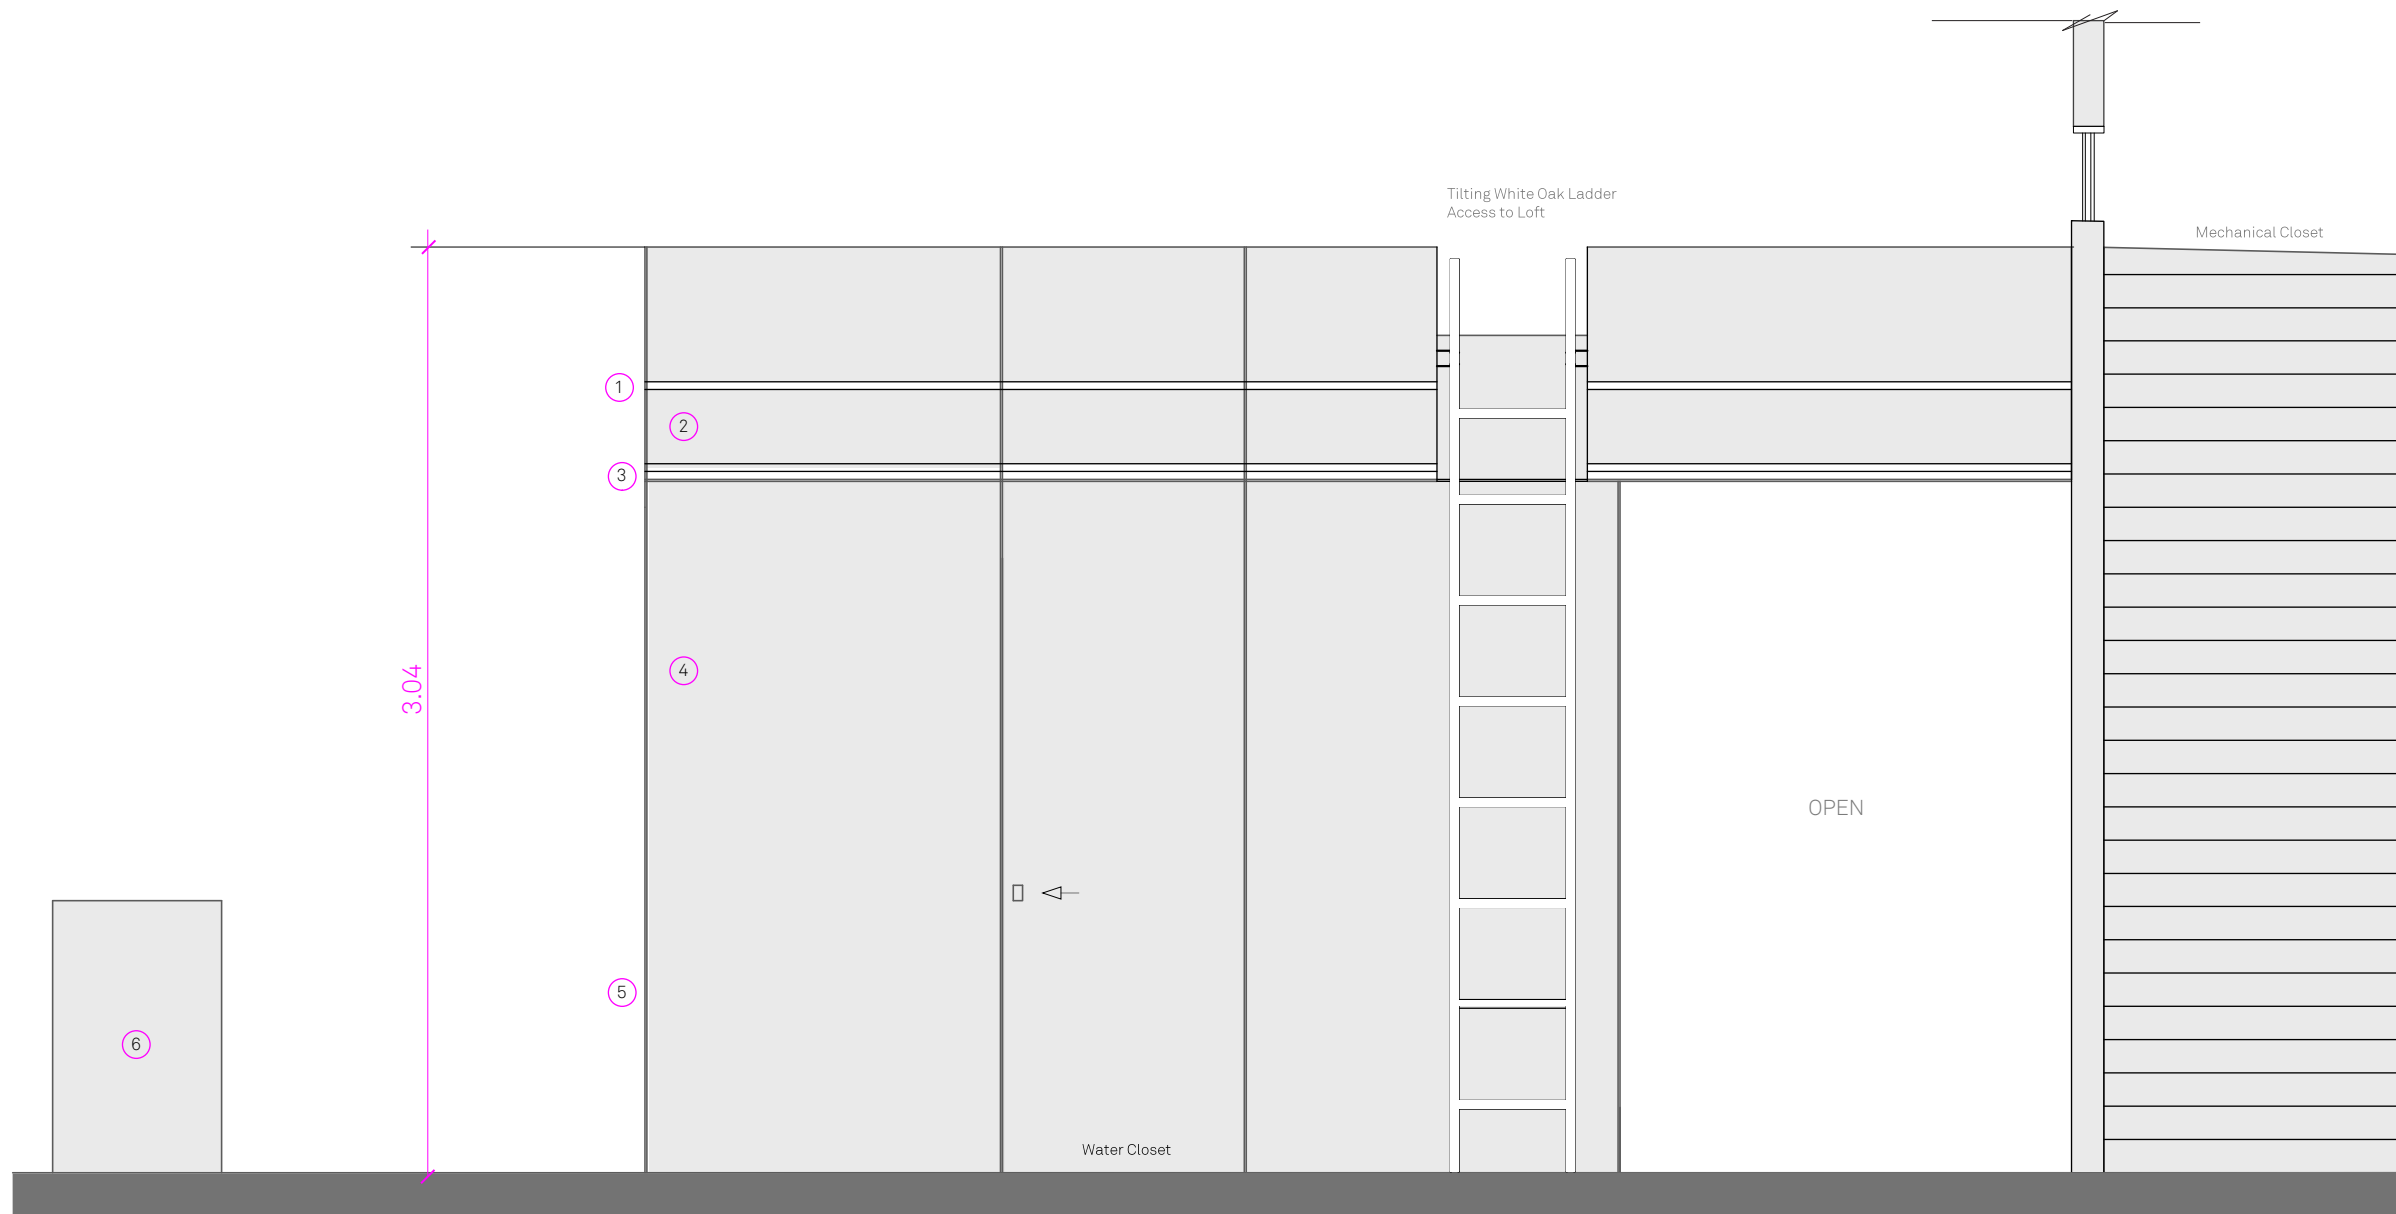 Tilting White Oak Ladder
Access to Loft
Mechanical Closet
1
2
3
4
3.04
OPEN
5
6
Water Closet